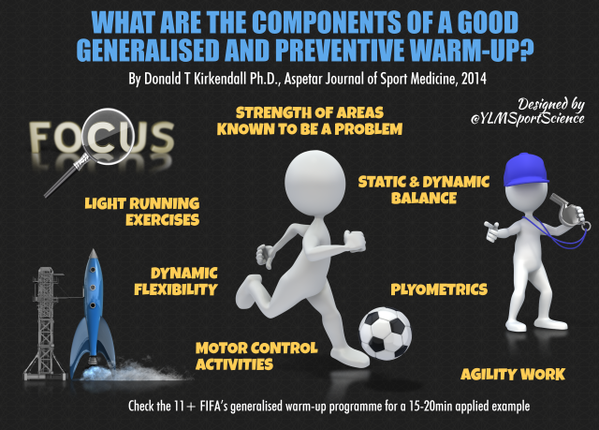 WHAT ARE THE COMPONENTS OF A GOOD
GENERALISED AND PREVENTIVE WARM-UP?
By Donald T Kirkendall Ph.D., Aspetar Journal of Sport Medicine, 2014
Designed by
@YLMSportScience
STRENGTH OF AREAS
KNOWN TO BE A PROBLEM
FOCUS
STATIC & DYNAMIC
BALANCE
LIGHT RUNNING
EXERCISES
DYNAMIC
FLEXIBILITY
PLYOMETRICS
MOTOR CONTROL
ACTIVITIES
AGILITY WORK
Check the 11+ FIFA's generalised warm-up programme for a 15-20min applied example